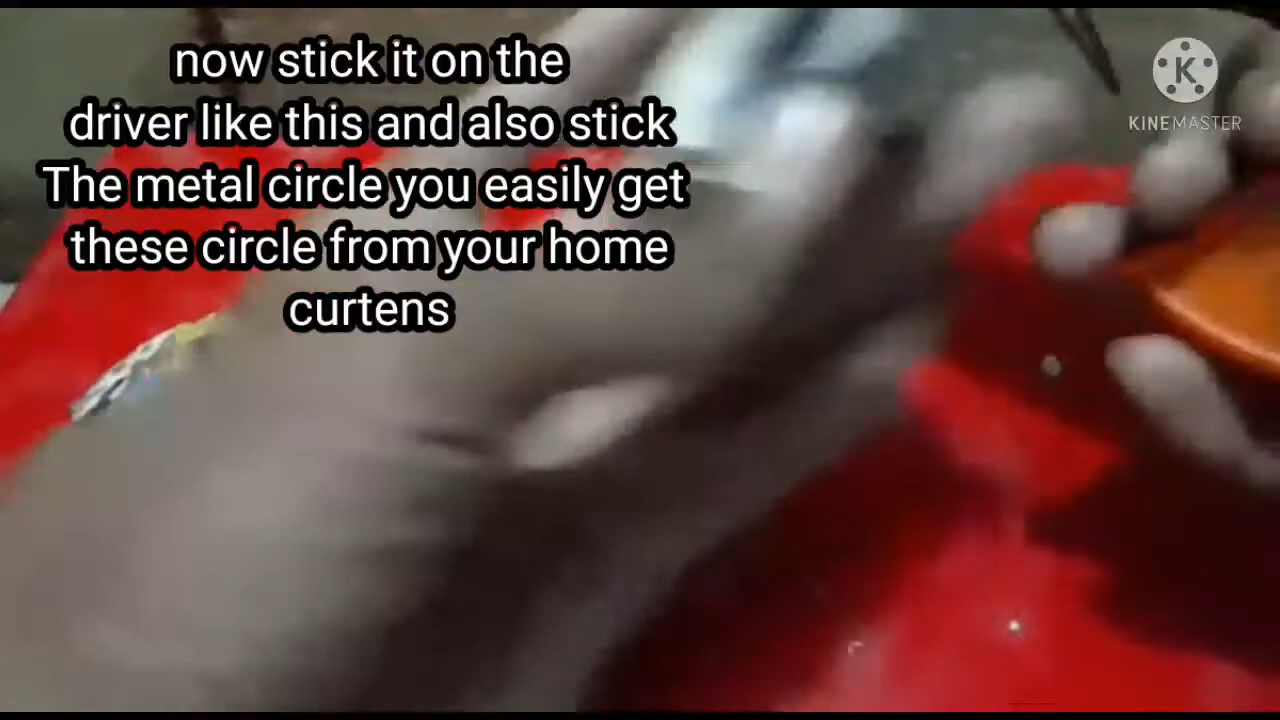 now stick it on the
driver like this and also stick
The metal circle you easily get
these circle from your home
curtens
K
KINEMASTER